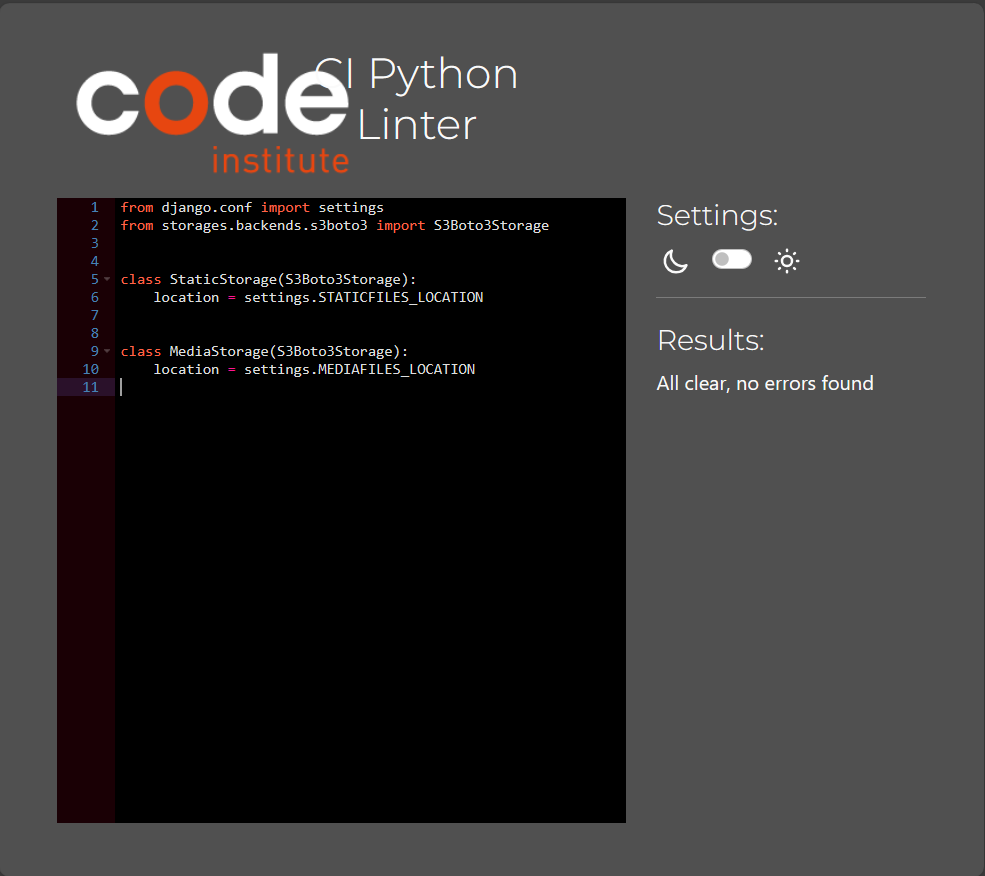 code
institute
CI Python
Linter
1 from django.conf import settings
2 from storages.backends.s3boto3 import S3Boto3Storage
3
4
5 class StaticStorage(S3Boto3Storage):
6     location = settings.STATICFILES_LOCATION
7
8
9 class MediaStorage(S3Boto3Storage):
10     location = settings.MEDIAFILES_LOCATION
11
Settings:
Results:
All clear, no errors found